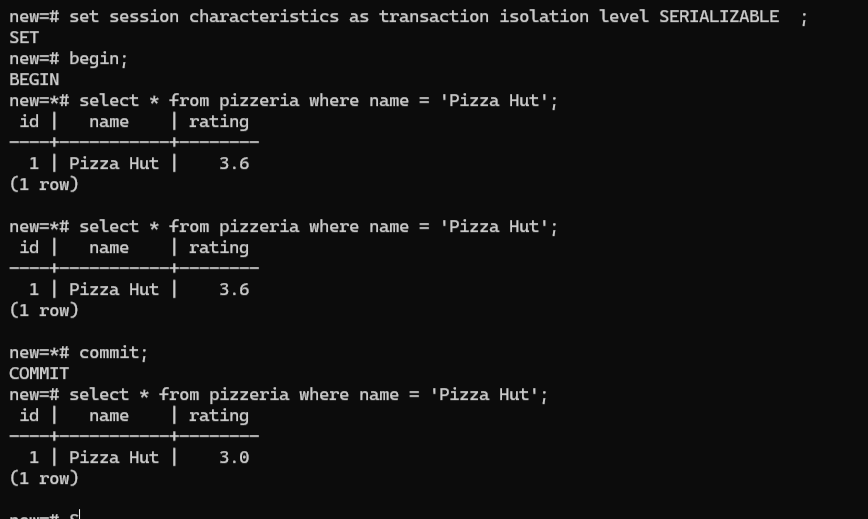 new=# set session characteristics as transaction isolation level SERIALIZABLE  ;
SET
new=# begin;
BEGIN
new=*# select * from pizzeria where name = 'Pizza Hut';
 id |   name    | rating
----+-----------+--------
  1 | Pizza Hut |    3.6
(1 row)

new=*# select * from pizzeria where name = 'Pizza Hut';
 id |   name    | rating
----+-----------+--------
  1 | Pizza Hut |    3.6
(1 row)

new=*# commit;
COMMIT
new=# select * from pizzeria where name = 'Pizza Hut';
 id |   name    | rating
----+-----------+--------
  1 | Pizza Hut |    3.0
(1 row)

new=#